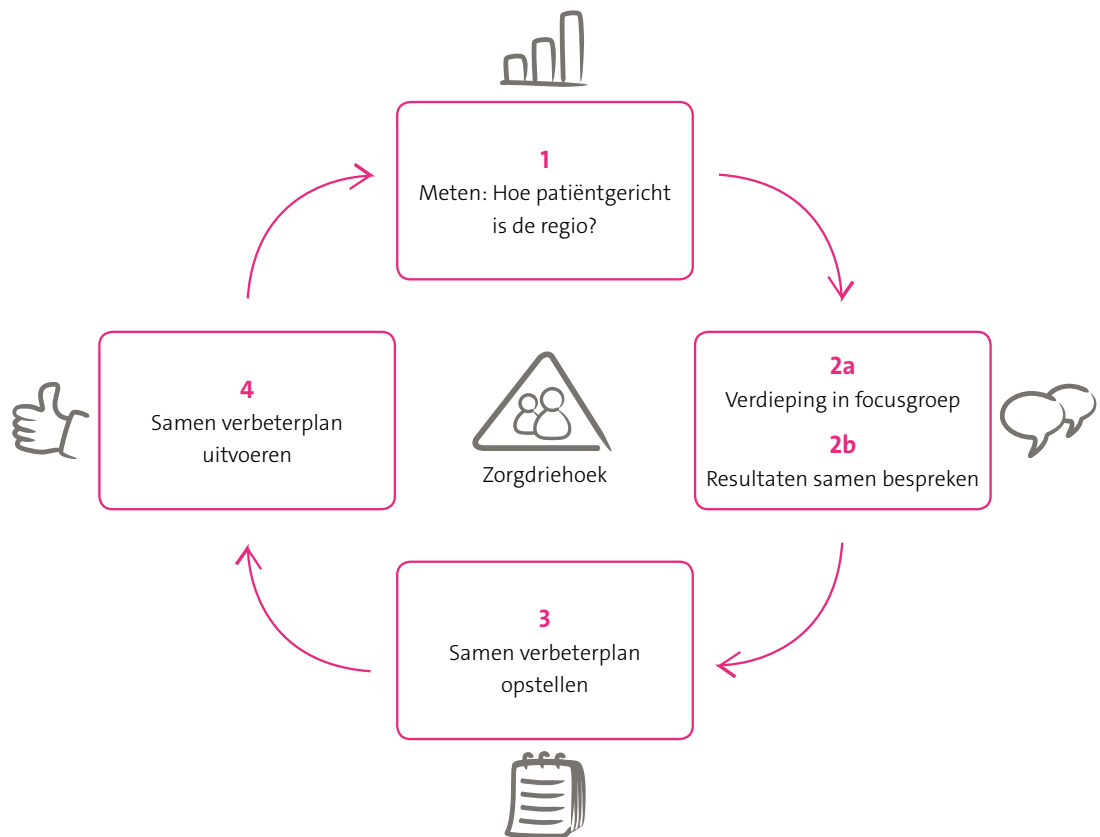 1
Meten: Hoe patiëntgericht
is de regio?
2a
Verdieping in focusgroep
2b
Resultaten samen bespreken
3
Samen verbeterplan
opstellen
4
Samen verbeterplan
uitvoeren
Zorgdriehoek